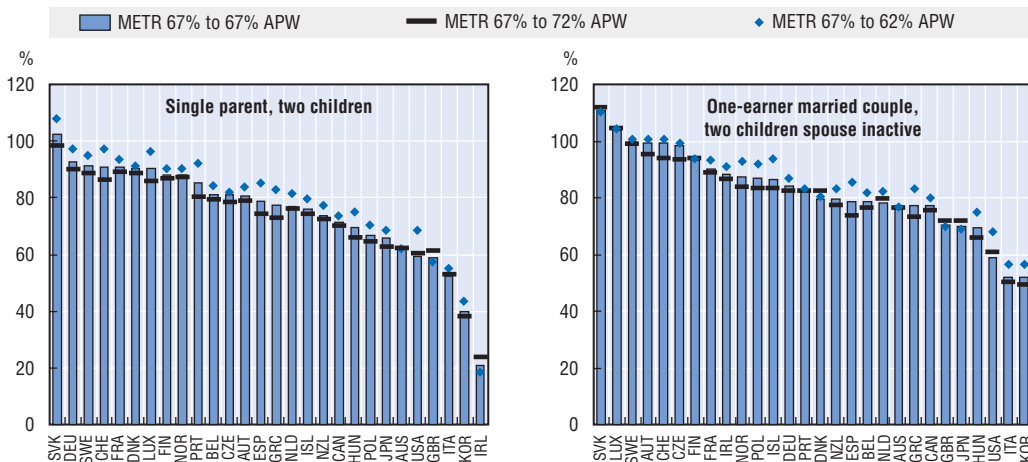 METR 67% to 67% APW METR 67% to 72% APW METR 67% to 62% APW
%
120
100
80
60
40
20
0
Single parent, two children
SVK DEU SWE CHE FRA DNK LUX FIN NOR PRT BEL CZE AUT ESP GRC NLD ISL NZL CAN HUN POL JPN AUS USA GBR ITA KOR IRL
%
120
100
80
60
40
20
0
One-earner married couple,
two children spouse inactive
SVK LUX SWE AUT CHE CZE FIN FRA IRL NOR POL ISL DEU PRT DNK NZL ESP BEL NLD AUS GRC CAN GBR JPN HUN USA ITA KOR